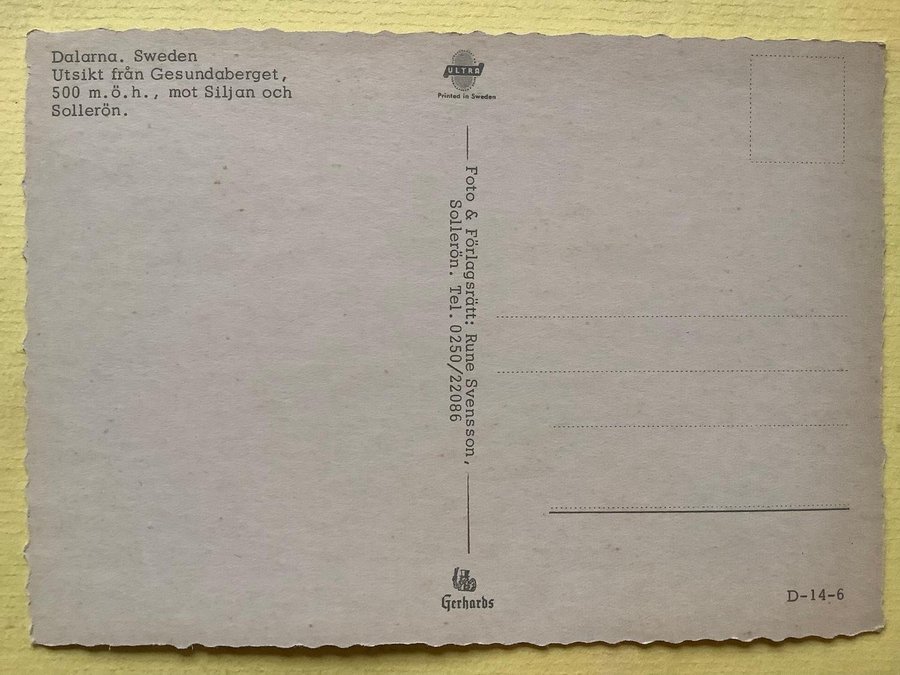 Dalarna. Sweden
Utsikt från Gesundaberget,
500 m.ö.h., mot Siljan och
Sollerön.
ULTRA
Printed in Sweden
Foto & Förlagsrätt: Rune Svensson,
Sollerön. Tel. 0250/22086
Gerhards
D-14-6